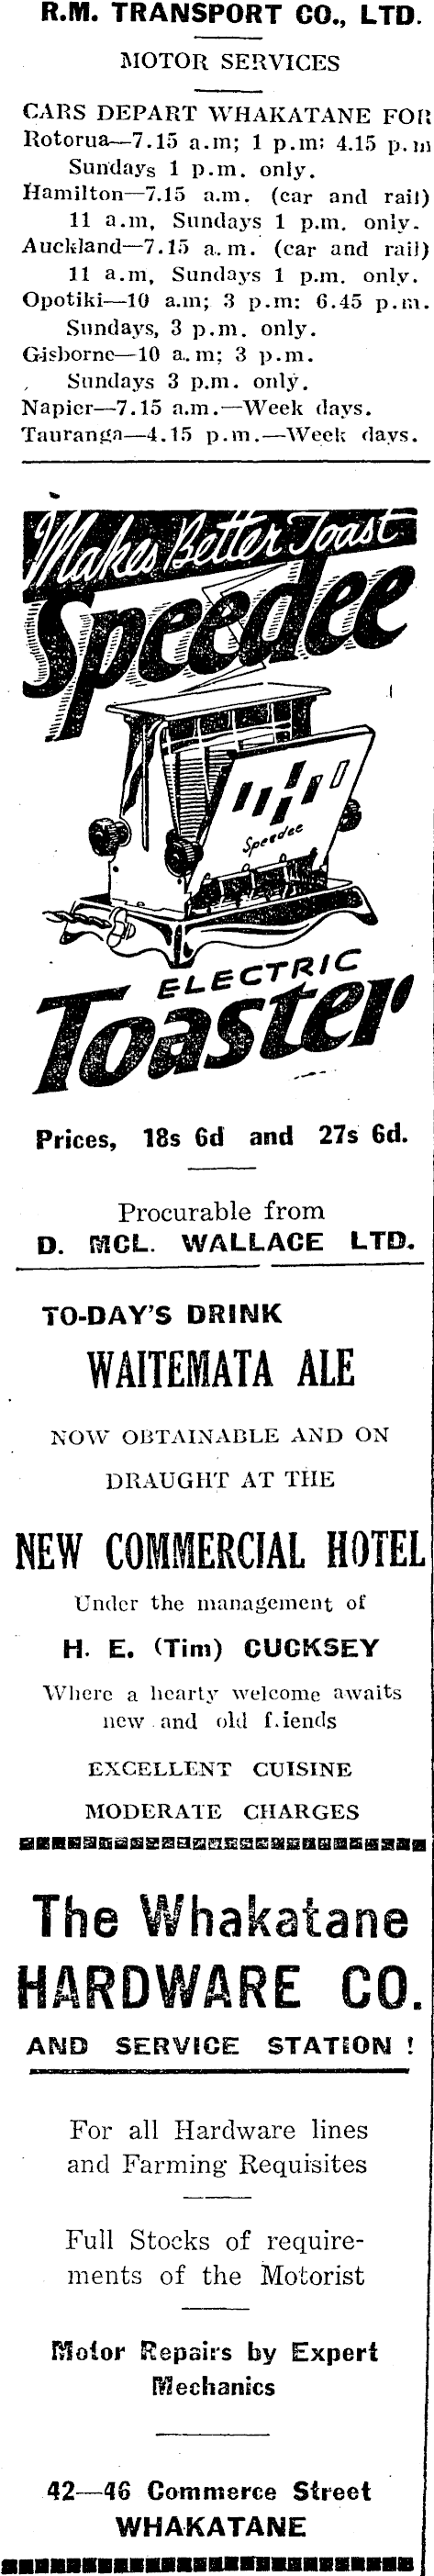 R.M. TRANSPORT CO., LTD.
MOTOR SERVICES
CARS DEPART WHAKATANE FOR
Rotorua—7.15 a.m; 1 p.m: 4.15 p.m
Sundays 1 p.m. only.
Hamilton—7.15 a.m. (car and rail)
11 a.m, Sundays 1 p.m. only.
Auckland—7.15 a.m. (car and rail)
11 a.m, Sundays 1 p.m. only.
Opotiki—10 a.m; 3 p.m: 6.45 p.m.
Sundays, 3 p.m. only.
Gisborne—10 a.m; 3 p.m.
Sundays 3 p.m. only.
Napier—7.15 a.m.—Week days.
Tauranga—4.15 p.m.—Week days.
Makes Better Toast
Speedee
Speedee
ELECTRIC
Toaster
Prices, 18s 6d and 27s 6d.
Procurable from
D. MCL. WALLACE LTD.
TO-DAY'S DRINK
WAITEMATA ALE
NOW OBTAINABLE AND ON
DRAUGHT AT THE
NEW COMMERCIAL HOTEL
Under the management of
H. E. (Tim) CUCKSEY
Where a hearty welcome awaits
new and old f.iends
EXCELLENT CUISINE
MODERATE CHARGES
The Whakatane
HARDWARE CO.
AND SERVICE STATION !
For all Hardware lines
and Farming Requisites
Full Stocks of require-
ments of the Motorist
Motor Repairs by Expert
Mechanics
42—46 Commerce Street
WHAKATANE